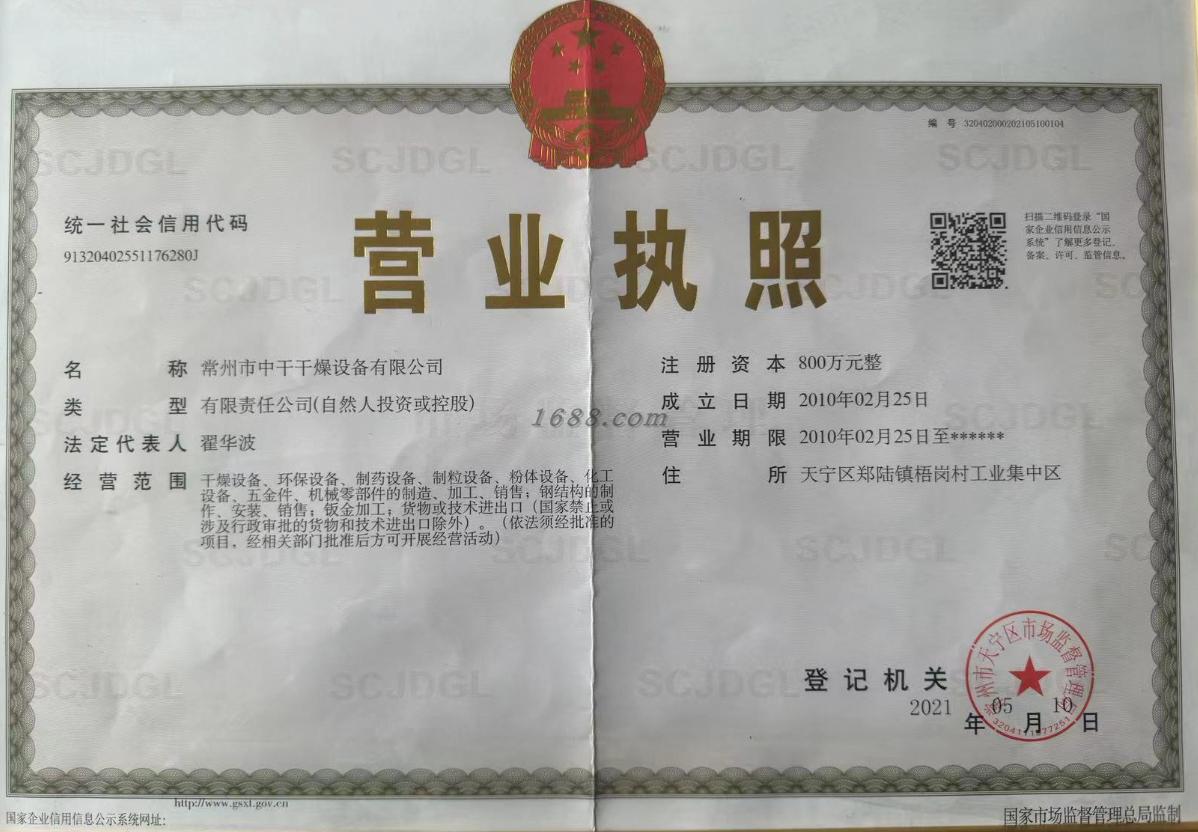 编 号 320402000202105100104
统一社会信用代码
91320402551176280J
营业执照
扫描二维码登录“国
家企业信用信息公示
系统”了解更多登记、
备案、许可、监管信息。
名 称 常州市中干干燥设备有限公司
类 型 有限责任公司(自然人投资或控股)
法定代表人 翟华波
经营范围 干燥设备、环保设备、制药设备、制粒设备、粉体设备、化工
设备、五金件、机械零部件的制造、加工、销售；钢结构的制
作、安装、销售；钣金加工；货物或技术进出口（国家禁止或
涉及行政审批的货物和技术进出口除外）。（依法须经批准的
项目，经相关部门批准后方可开展经营活动）
注册资本 800万元整
成立日期 2010年02月25日
营业期限 2010年02月25日至******
住 所 天宁区郑陆镇梧岗村工业集中区
1688.com
SCJDGL
登记机关
常州市天宁区市场监督管理局
2021 年 05 月 10 日
http://www.gsxt.gov.cn
国家企业信用信息公示系统网址：
国家市场监督管理总局监制